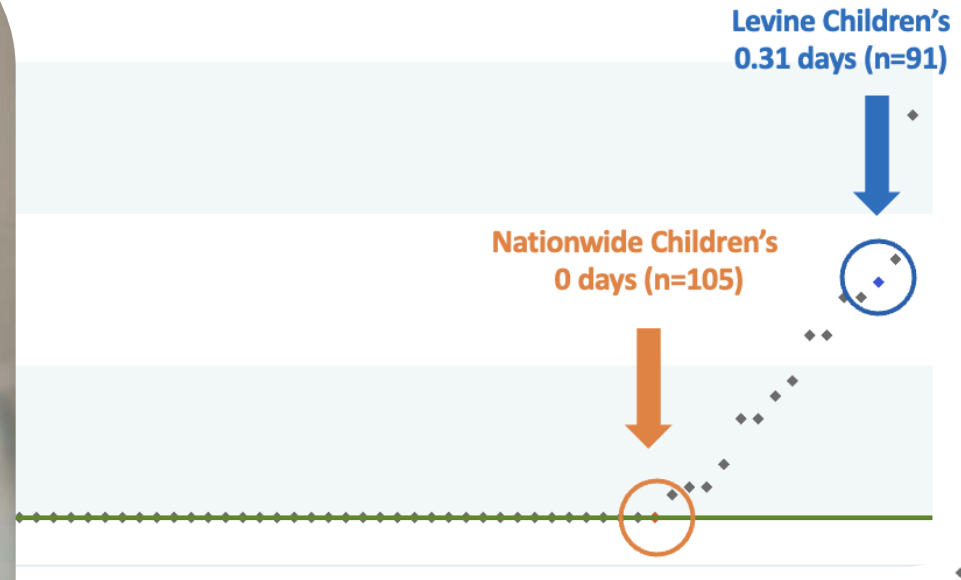 Levine Children’s
0.31 days (n=91)
Nationwide Children’s
0 days (n=105)